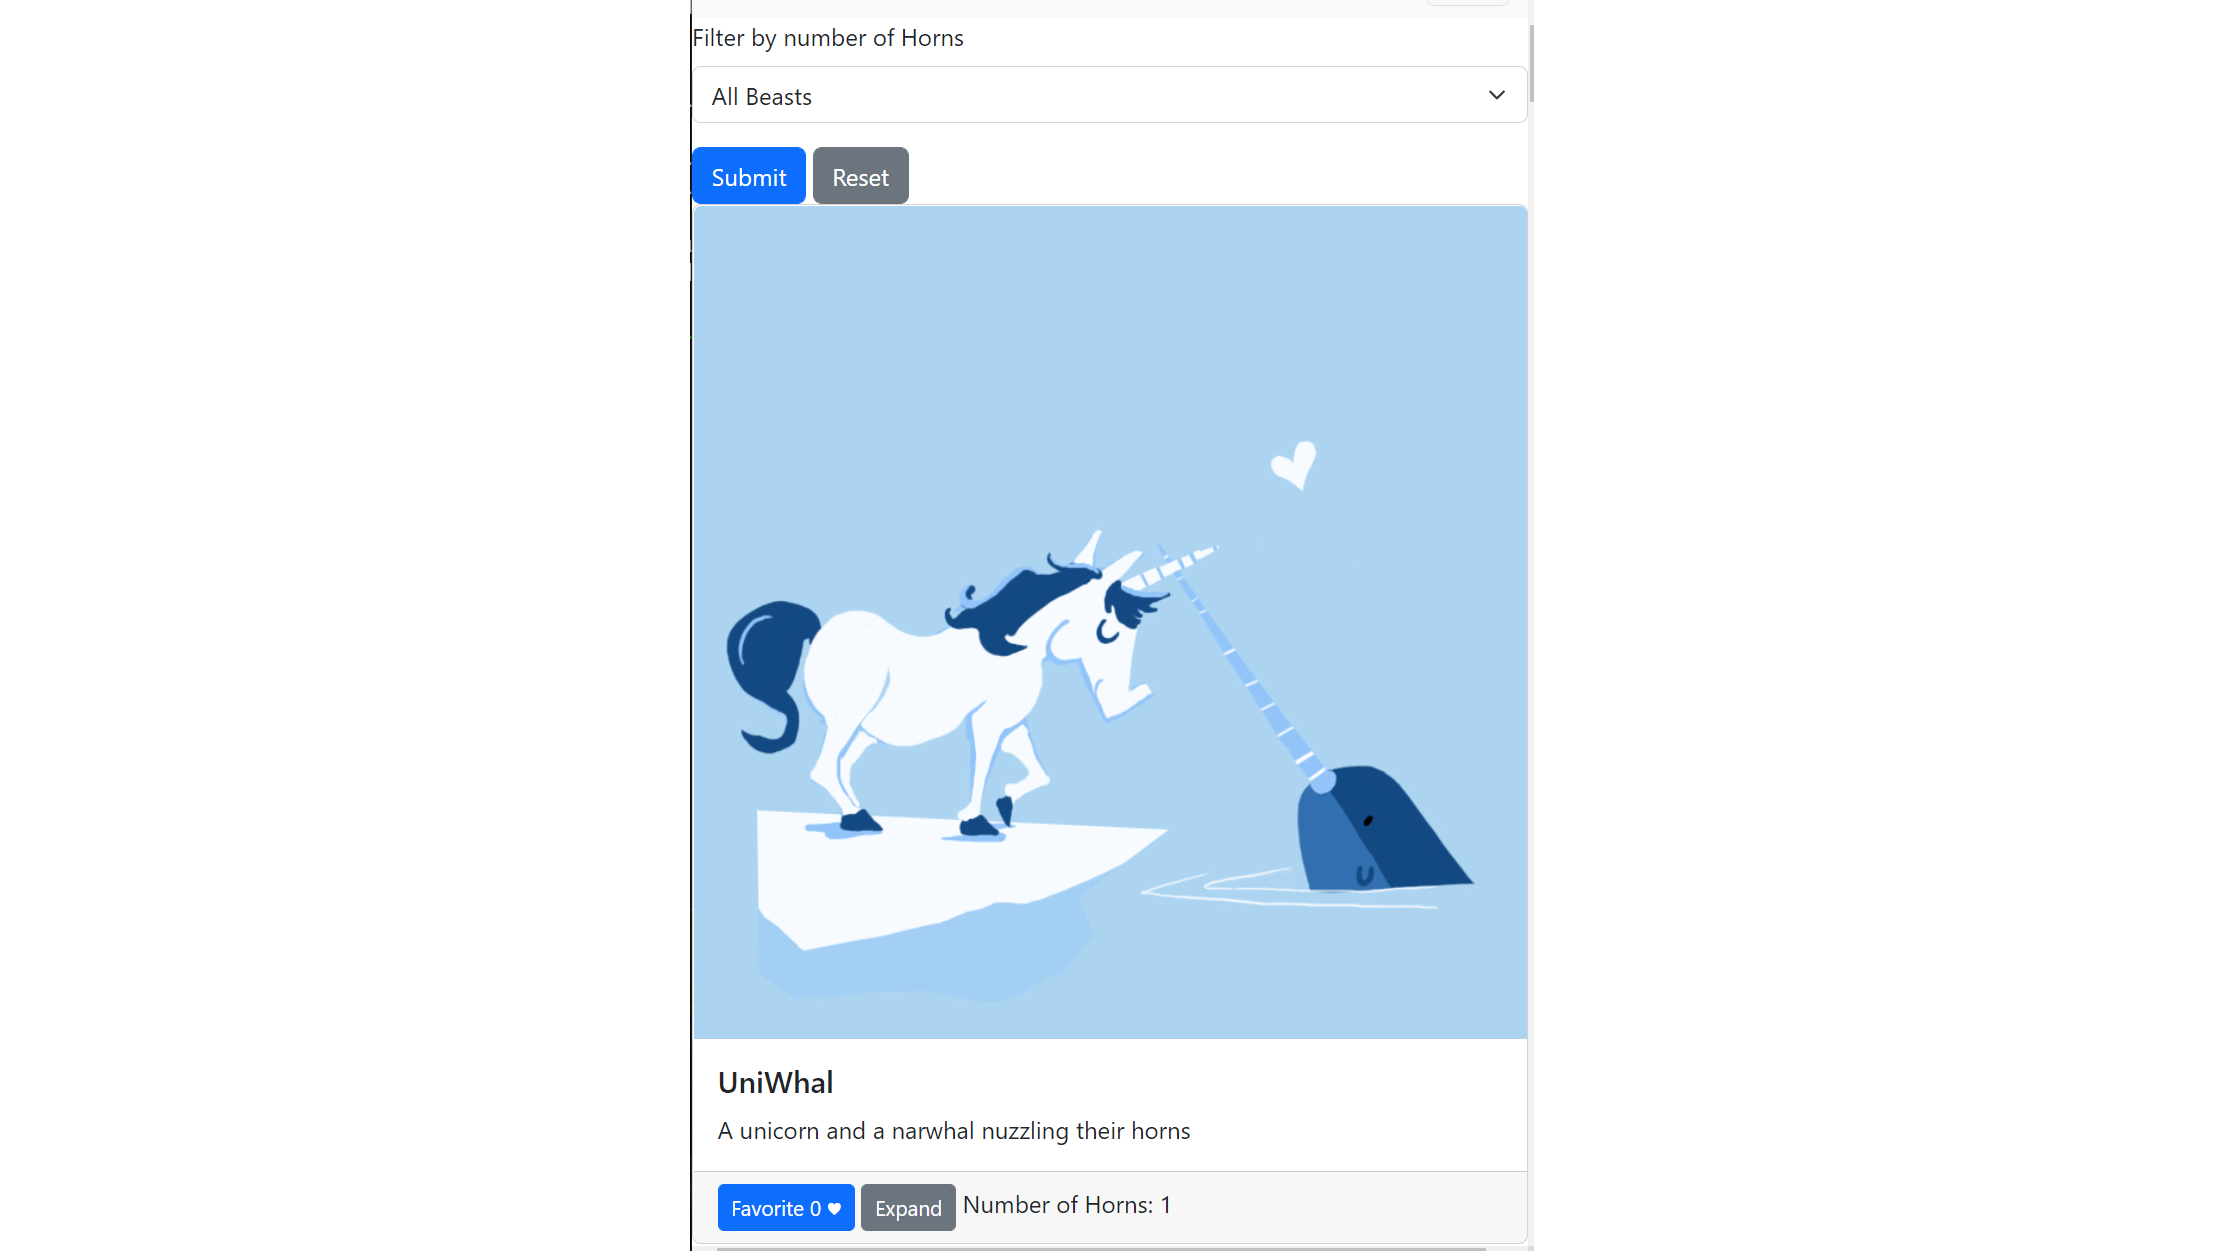 Filter by number of Horns
All Beasts
Submit Reset
UniWhal
A unicorn and a narwhal nuzzling their horns
Favorite 0 ♥ Expand Number of Horns: 1